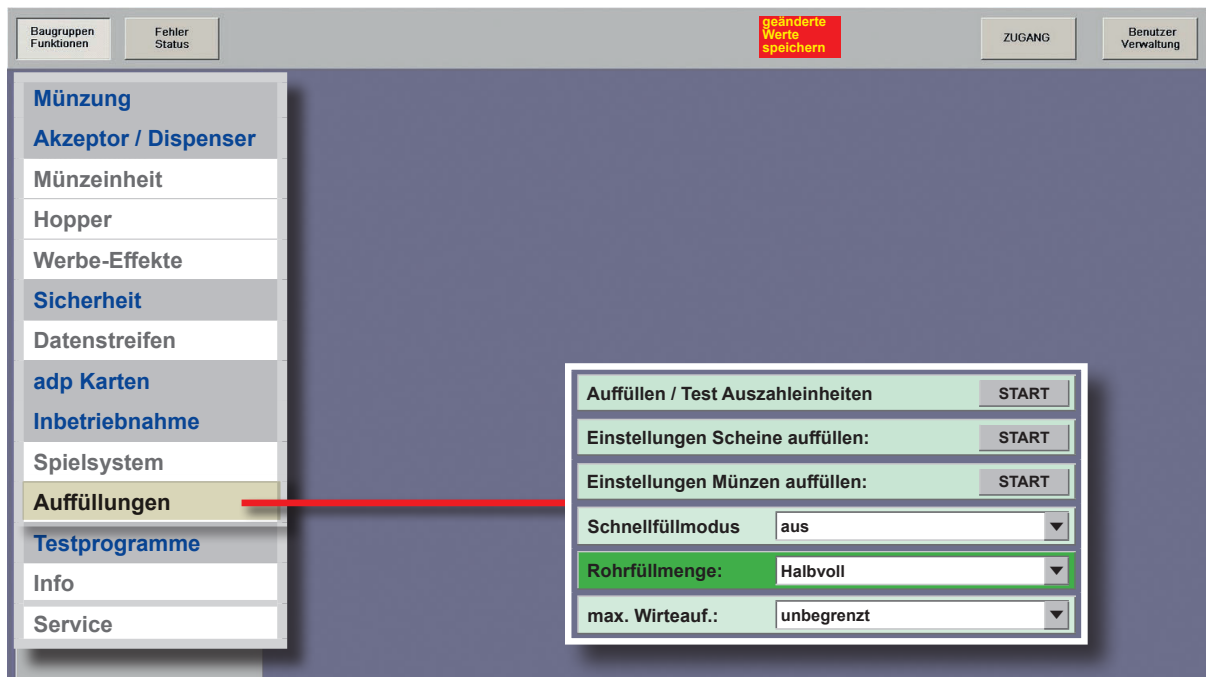 Baugruppen
Funktionen
Fehler
Status
geänderte
Werte
speichern
ZUGANG
Benutzer
Verwaltung
Münzung
Akzeptor / Dispenser
Münzeinheit
Hopper
Werbe-Effekte
Sicherheit
Datenstreifen
adp Karten
Inbetriebnahme
Spielsystem
Auffüllungen
Testprogramme
Info
Service
Auffüllen / Test Auszahleinheiten START
Einstellungen Scheine auffüllen: START
Einstellungen Münzen auffüllen: START
Schnellfüllmodus aus
Rohrfüllmenge: Halbvoll
max. Wirteauf.: unbegrenzt